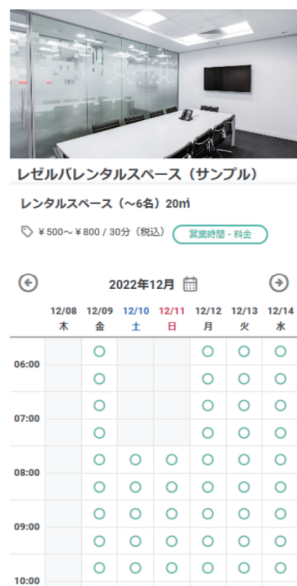 レゼルバレンタルスペース（サンプル）
レンタルスペース（～6名）20㎡
¥500～¥800 / 30分（税込） 営業時間・料金
2022年12月
12/08 12/09 12/10 12/11 12/12 12/13 12/14
木 金 土 日 月 火 水
06:00
07:00
08:00
09:00
10:00